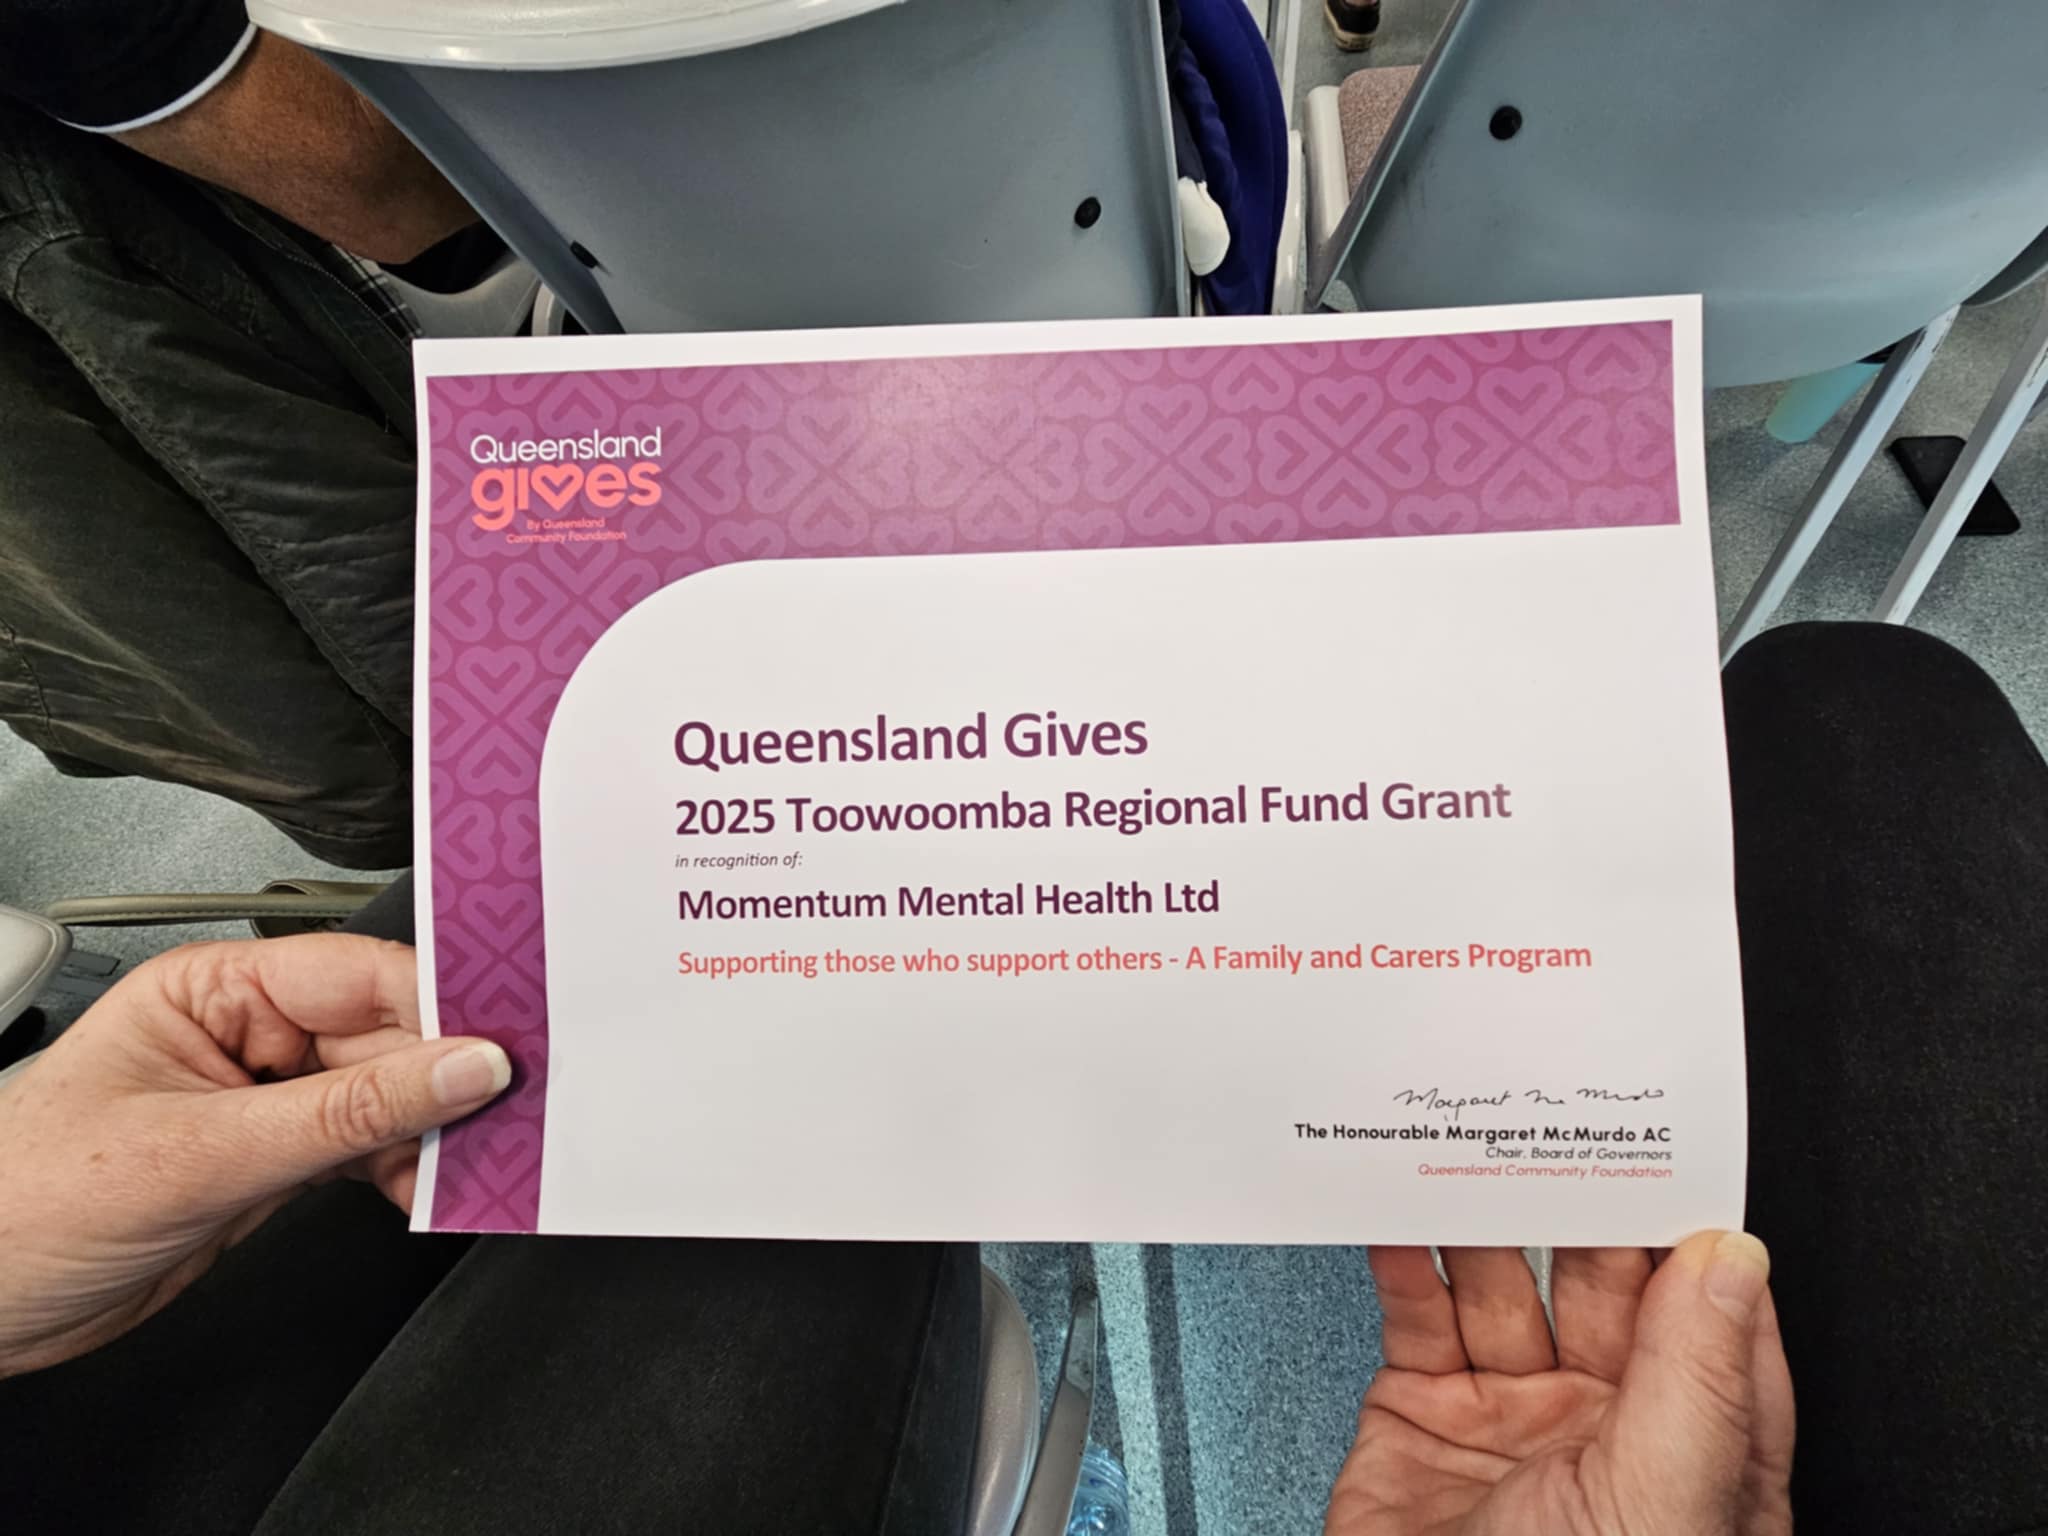 Queensland
gives
By Queensland
Community Foundation
Queensland Gives
2025 Toowoomba Regional Fund Grant
in recognition of:
Momentum Mental Health Ltd
Supporting those who support others - A Family and Carers Program
Margaret McMurdo
The Honourable Margaret McMurdo AC
Chair, Board of Governors
Queensland Community Foundation